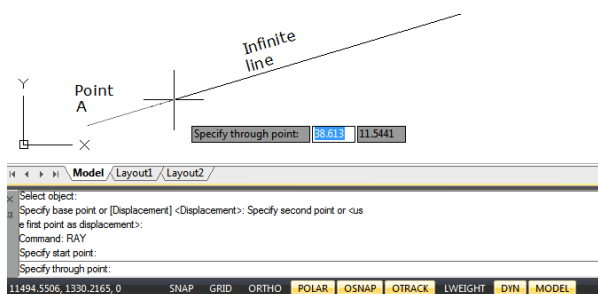 Infinite
line
Point
A
Y
X
Specify through point: 38.613 11.5441
Model Layout1 Layout2
Select object:
Specify base point or [Displacement] <Displacement>: Specify second point or <us
e first point as displacement>:
Command: RAY
Specify start point:
Specify through point:
11494.5506, 1330.2165, 0 SNAP GRID ORTHO POLAR OSNAP OTRACK LWEIGHT DYN MODEL